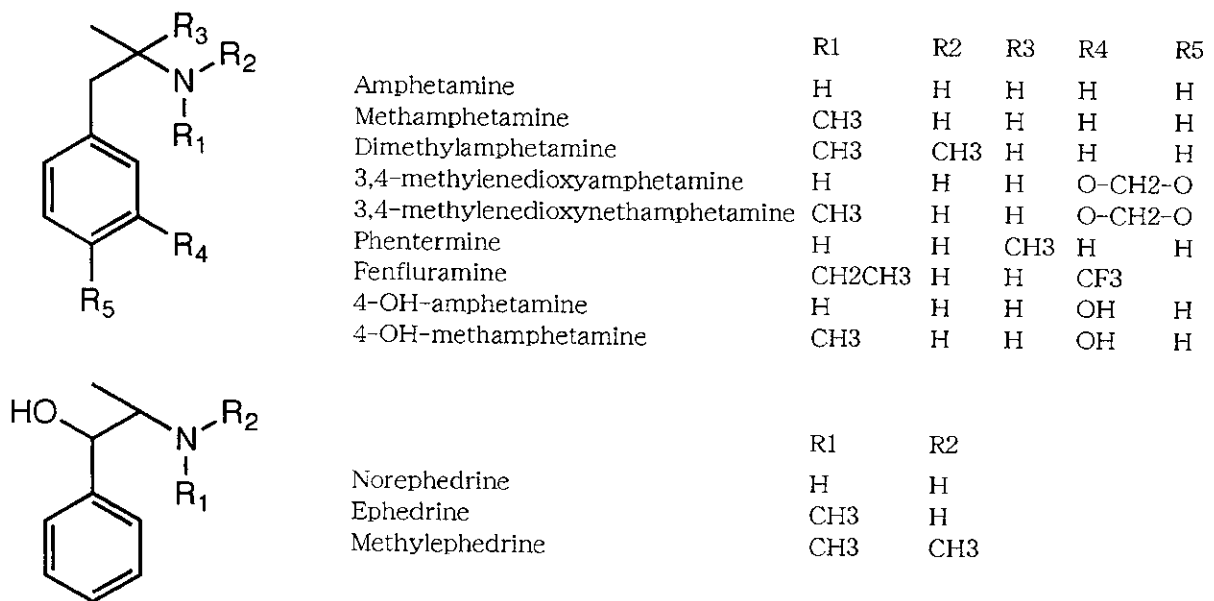 R3
R2
N
R1
R4
R5
R1 R2 R3 R4 R5
Amphetamine H H H H H
Methamphetamine CH3 H H H H
Dimethylamphetamine CH3 CH3 H H H
3,4-methylenedioxyamphetamine H H H O-CH2-O
3,4-methylenedioxynethamphetamine CH3 H H O-CH2-O
Phentermine H H CH3 H H
Fenfluramine CH2CH3 H H CF3
4-OH-amphetamine H H H OH H
4-OH-methamphetamine CH3 H H OH H
HO
R2
N
R1
R1 R2
Norephedrine H H
Ephedrine CH3 H
Methylephedrine CH3 CH3